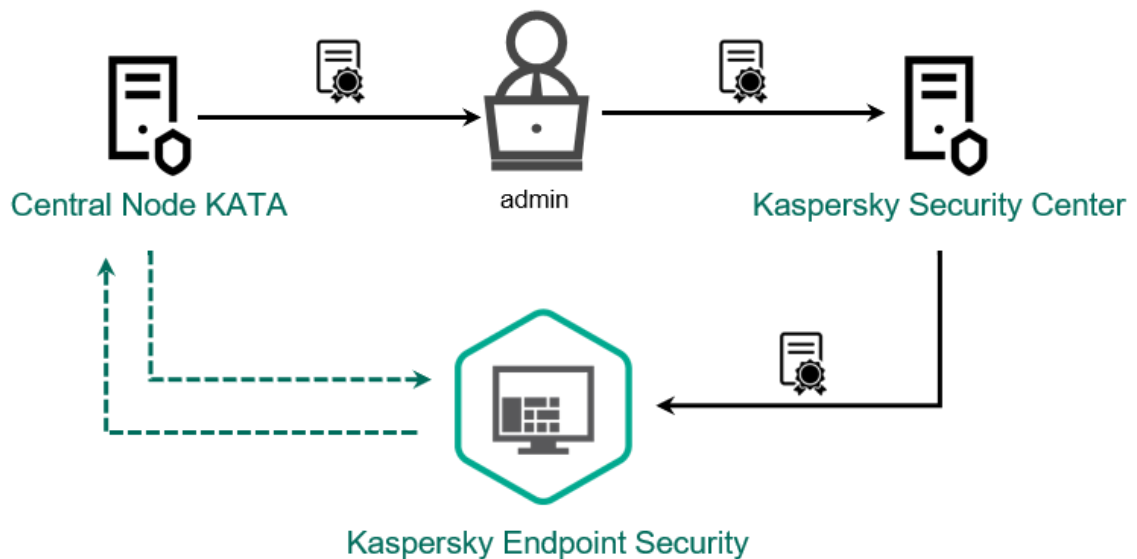 Central Node KATA
admin
Kaspersky Security Center
Kaspersky Endpoint Security